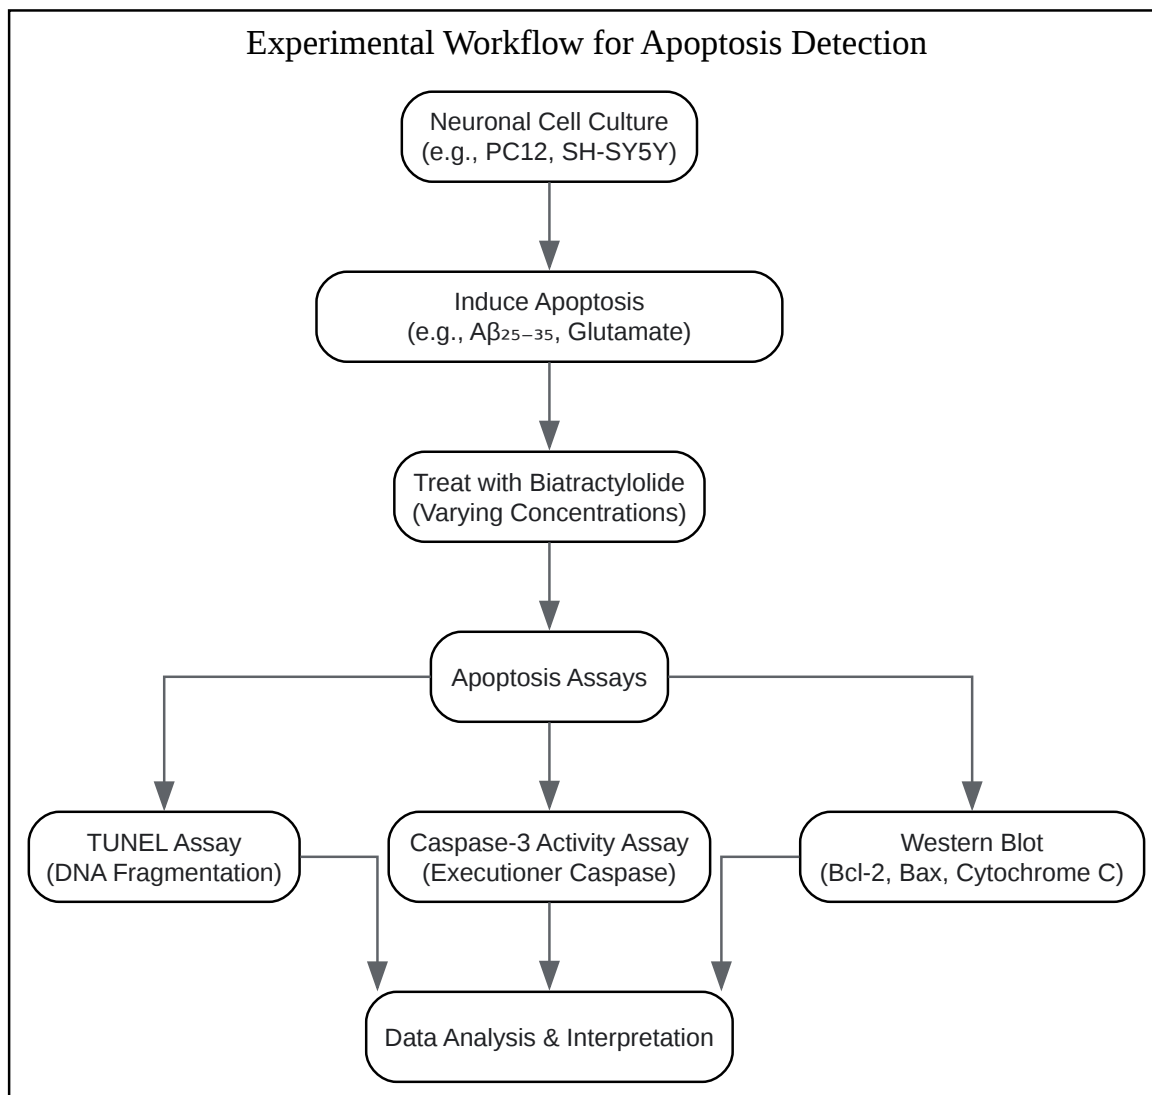 Experimental Workflow for Apoptosis Detection
Neuronal Cell Culture
(e.g., PC12, SH-SY5Y)
Induce Apoptosis
(e.g., Aβ₂₅₋₃₅, Glutamate)
Treat with Biatractylolide
(Varying Concentrations)
Apoptosis Assays
TUNEL Assay
(DNA Fragmentation)
Caspase-3 Activity Assay
(Executioner Caspase)
Western Blot
(Bcl-2, Bax, Cytochrome C)
Data Analysis & Interpretation